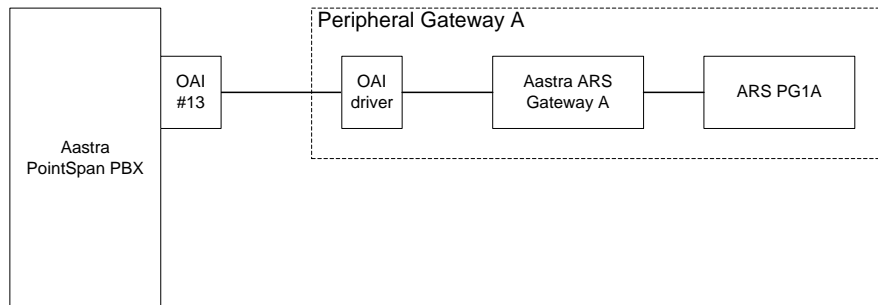 Peripheral Gateway A
OAI
#13
OAI
driver
Aastra ARS
Gateway A
ARS PG1A
Aastra
PointSpan PBX